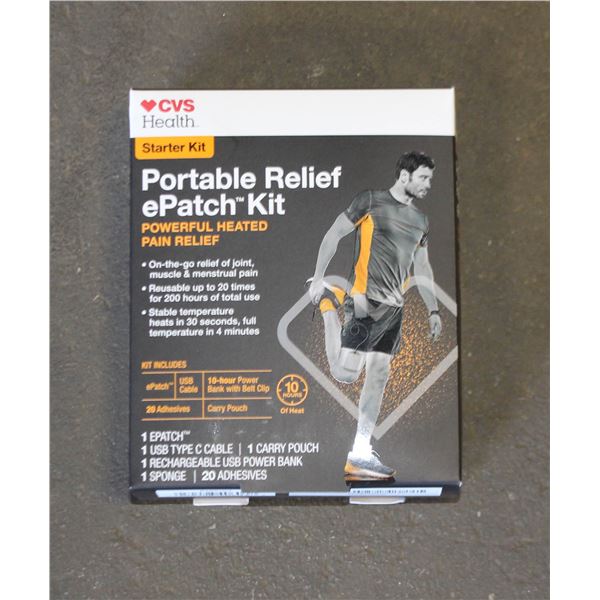 CVS
Health™
Starter Kit
Portable Relief
ePatch™ Kit
POWERFUL HEATED
PAIN RELIEF
• On-the-go relief of joint,
muscle & menstrual pain
• Reusable up to 20 times
for 200 hours of total use
• Stable temperature
heats in 30 seconds, full
temperature in 4 minutes
KIT INCLUDES
ePatch™ USB Cable 10-hour Power Bank with Belt Clip
20 Adhesives Carry Pouch
10
HOURS
Of Heat
1 EPATCH™
1 USB TYPE C CABLE | 1 CARRY POUCH
1 RECHARGEABLE USB POWER BANK
1 SPONGE | 20 ADHESIVES